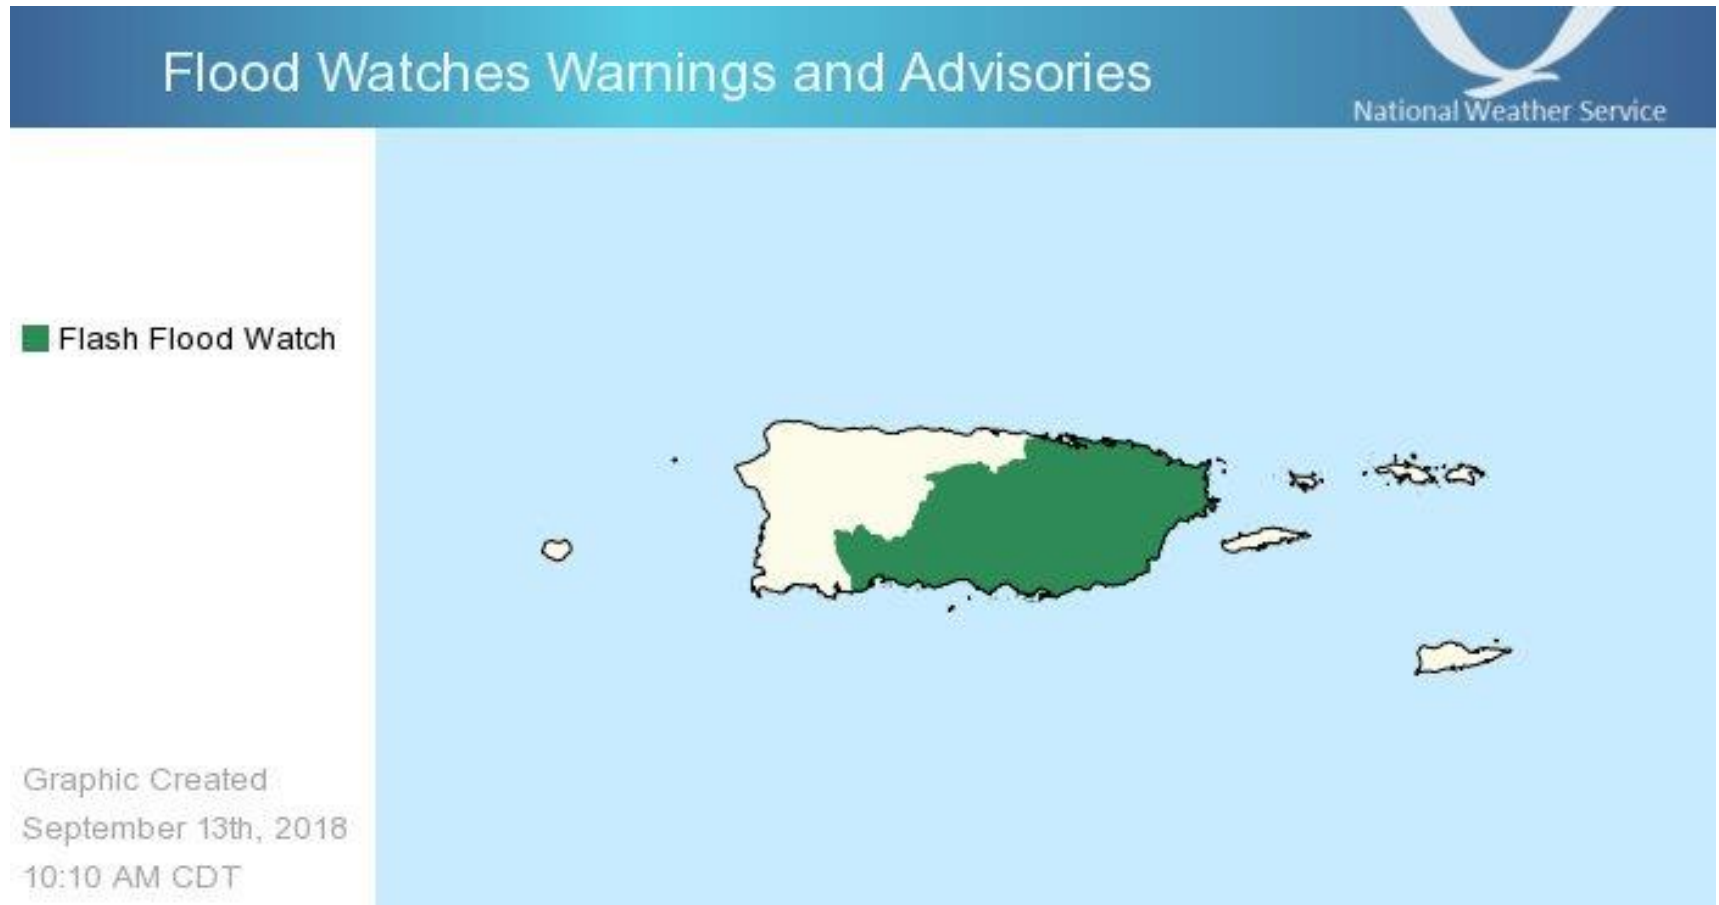 Flood Watches Warnings and Advisories
National Weather Service
Flash Flood Watch
Graphic Created
September 13th, 2018
10:10 AM CDT